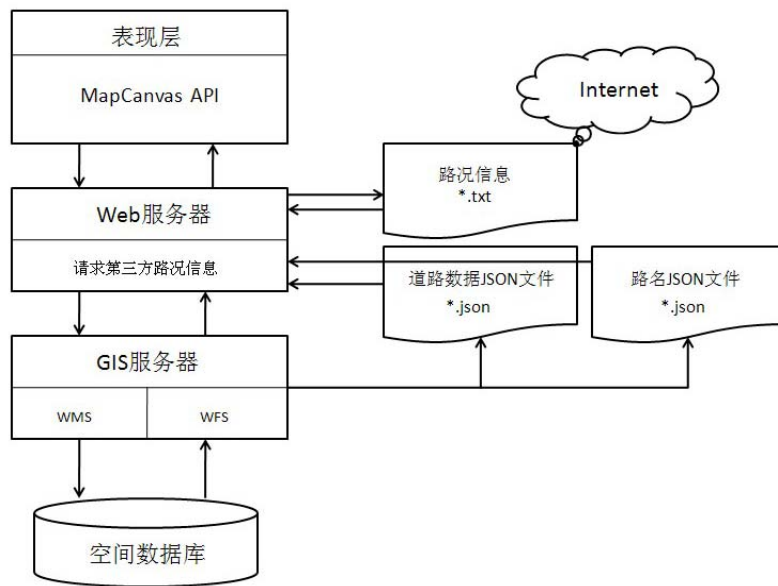 表现层
MapCanvas API
Internet
路况信息
*.txt
Web服务器
请求第三方路况信息
道路数据JSON文件
*.json
路名JSON文件
*.json
GIS服务器
WMS
WFS
空间数据库